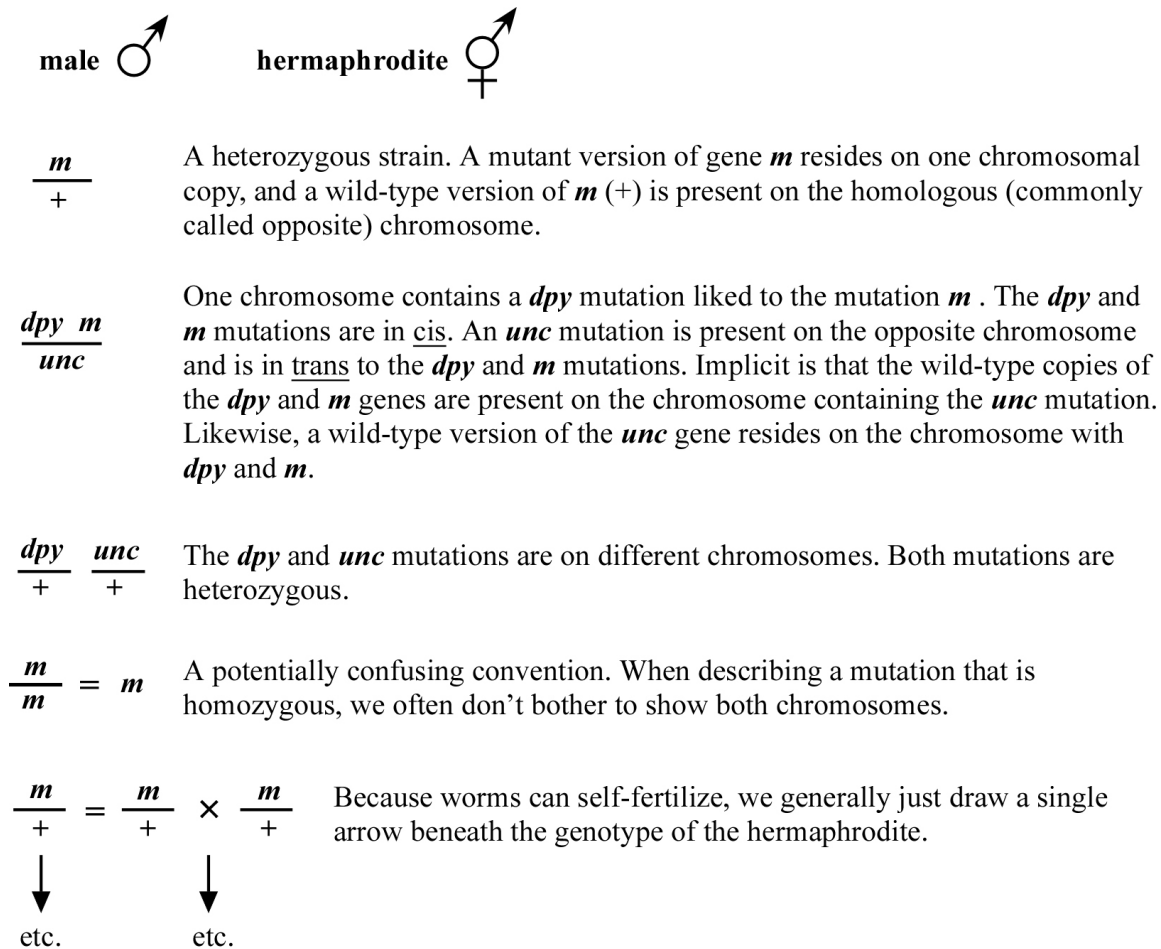 male ♂ hermaphrodite ⚥
m
+
A heterozygous strain. A mutant version of gene m resides on one chromosomal
copy, and a wild-type version of m (+) is present on the homologous (commonly
called opposite) chromosome.
dpy m
unc
One chromosome contains a dpy mutation liked to the mutation m . The dpy and
m mutations are in cis. An unc mutation is present on the opposite chromosome
and is in trans to the dpy and m mutations. Implicit is that the wild-type copies of
the dpy and m genes are present on the chromosome containing the unc mutation.
Likewise, a wild-type version of the unc gene resides on the chromosome with
dpy and m.
dpy unc
+ +
The dpy and unc mutations are on different chromosomes. Both mutations are
heterozygous.
m
m = m
A potentially confusing convention. When describing a mutation that is
homozygous, we often don’t bother to show both chromosomes.
m = m × m
+ + +
Because worms can self-fertilize, we generally just draw a single
arrow beneath the genotype of the hermaphrodite.
etc. etc.